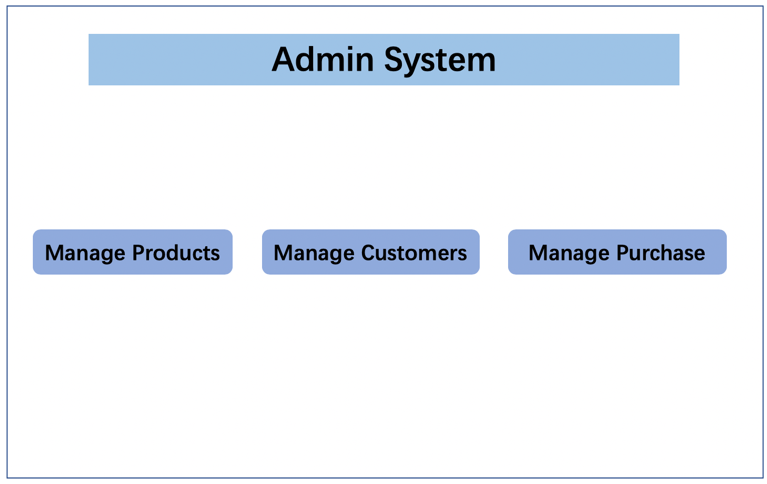 Admin System
Manage Products
Manage Customers
Manage Purchase